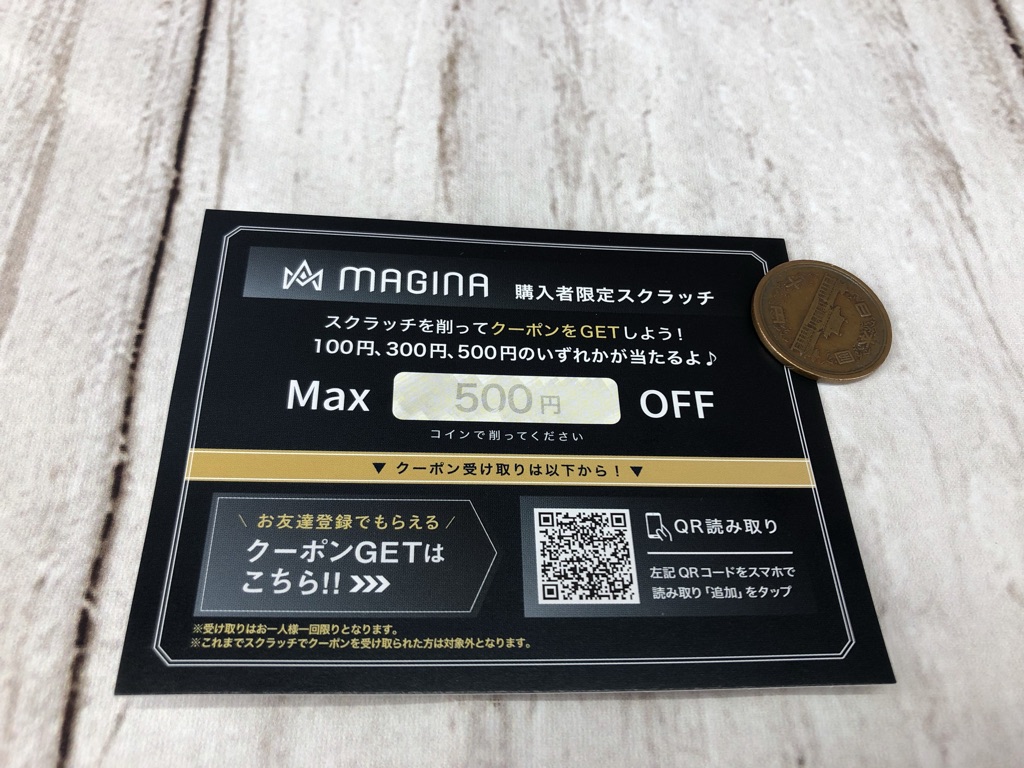 MAGINA 購入者限定スクラッチ
スクラッチを削ってクーポンをGETしよう!
100円、300円、500円のいずれかが当たるよ♪
Max 500円 OFF
コインで削ってください
▼ クーポン受け取りは以下から! ▼
\ お友達登録でもらえる /
クーポンGETは
こちら!!
QR読み取り
左記QRコードをスマホで
読み取り「追加」をタップ
※受け取りはお一人様一回限りとなります。
※これまでスクラッチでクーポンを受け取られた方は対象外となります。